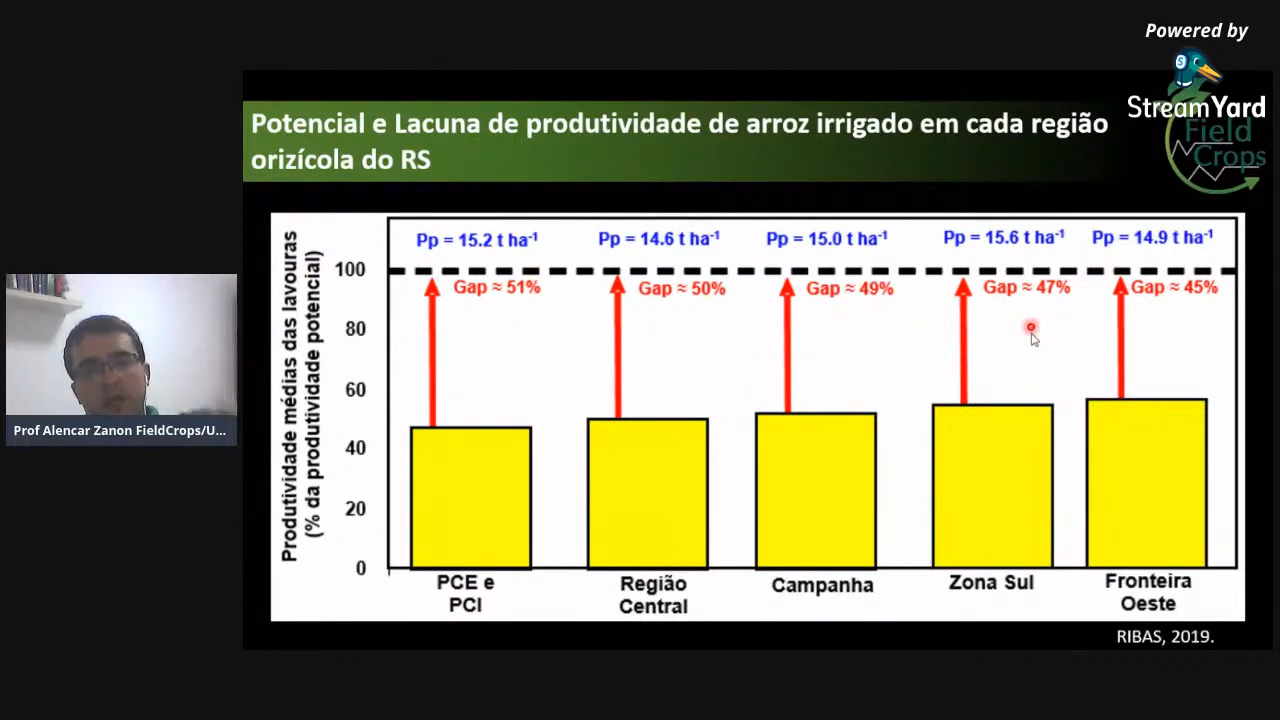 Powered by
StreamYard
Field
Crops
Potencial e Lacuna de produtividade de arroz irrigado em cada região
orizícola do RS
Pp = 15.2 t ha⁻¹
Pp = 14.6 t ha⁻¹
Pp = 15.0 t ha⁻¹
Pp = 15.6 t ha⁻¹
Pp = 14.9 t ha⁻¹
Gap ≈ 51%
Gap ≈ 50%
Gap ≈ 49%
Gap ≈ 47%
Gap ≈ 45%
Produtividade médias das lavouras
(% da produtividade potencial)
100
80
60
40
20
0
PCE e
PCI
Região
Central
Campanha
Zona Sul
Fronteira
Oeste
RIBAS, 2019.
Prof Alencar Zanon FieldCrops/U...